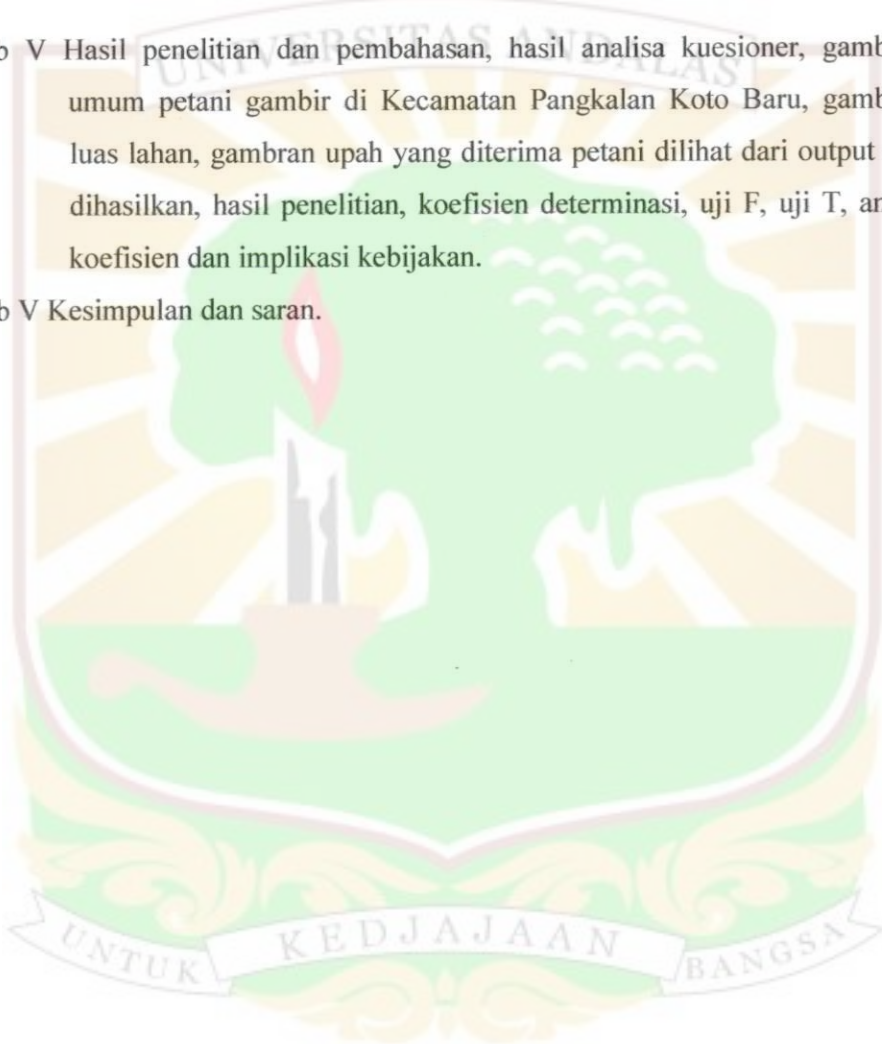 b V Hasil penelitian dan pembahasan, hasil analisa kuesioner, gamb
umum petani gambir di Kecamatan Pangkalan Koto Baru, gamb
luas lahan, gambran upah yang diterima petani dilihat dari output
dihasilkan, hasil penelitian, koefisien determinasi, uji F, uji T, an
koefisien dan implikasi kebijakan.
b V Kesimpulan dan saran.
UNIVERSITAS ANDALAS
UNTUK KEDJAJAAN BANGSA